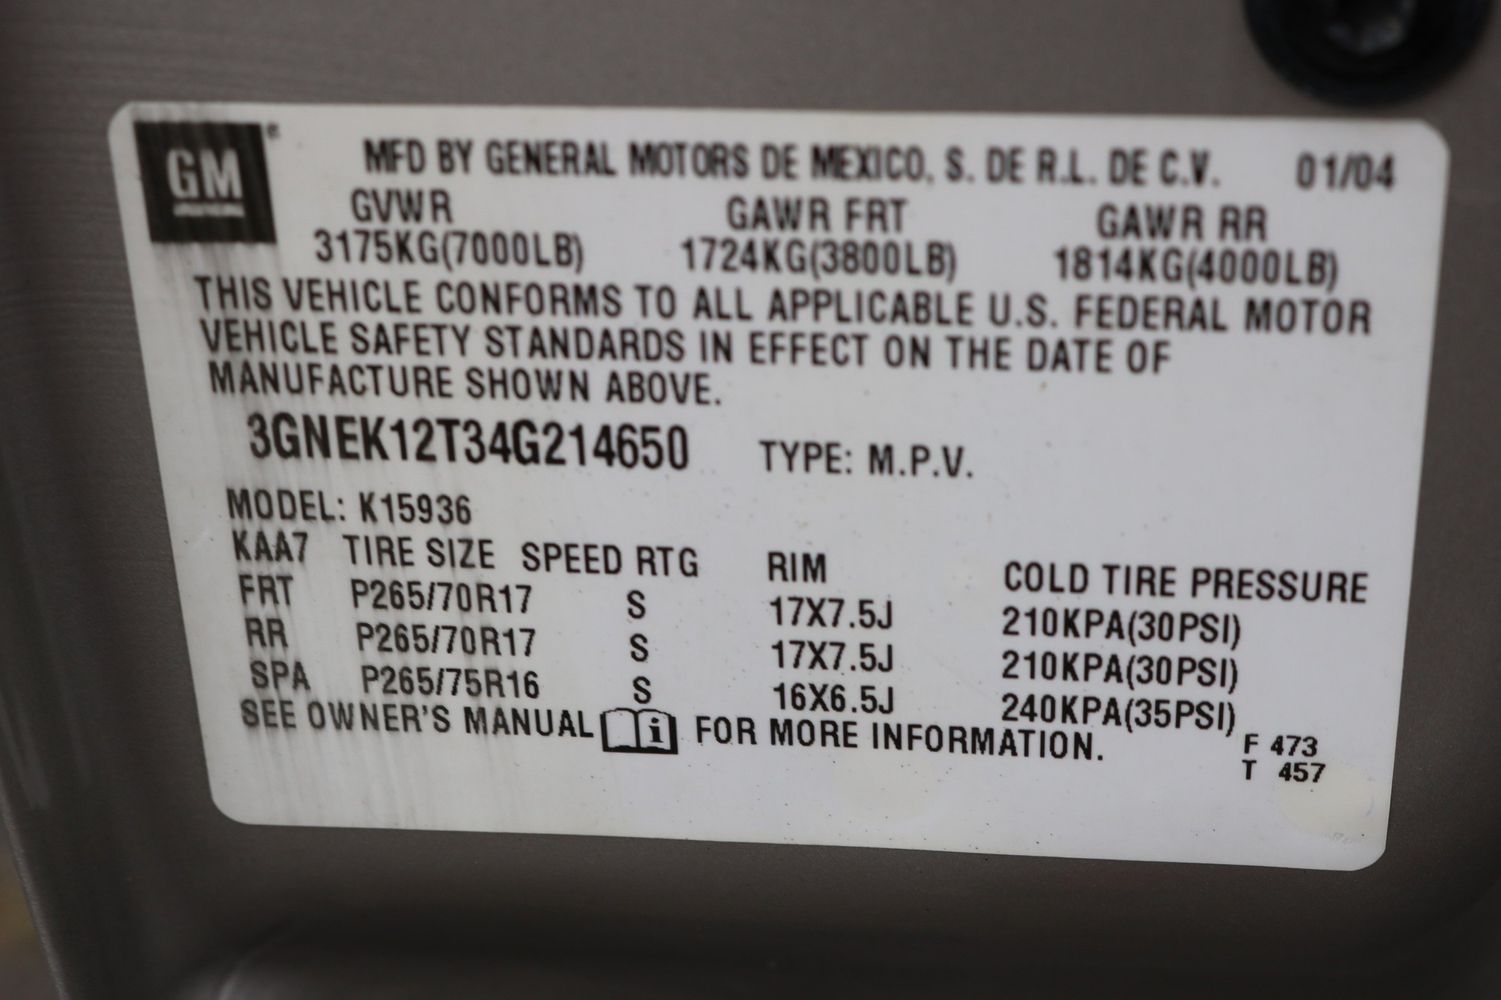 GM
MFD BY GENERAL MOTORS DE MEXICO, S. DE R.L. DE C.V. 01/04
GVWR GAWR FRT GAWR RR
3175KG(7000LB) 1724KG(3800LB) 1814KG(4000LB)
THIS VEHICLE CONFORMS TO ALL APPLICABLE U.S. FEDERAL MOTOR
VEHICLE SAFETY STANDARDS IN EFFECT ON THE DATE OF
MANUFACTURE SHOWN ABOVE.
3GNEK12T34G214650 TYPE: M.P.V.
MODEL: K15936
KAA7 TIRE SIZE SPEED RTG RIM COLD TIRE PRESSURE
FRT P265/70R17 S 17X7.5J 210KPA(30PSI)
RR P265/70R17 S 17X7.5J 210KPA(30PSI)
SPA P265/75R16 S 16X6.5J 240KPA(35PSI)
SEE OWNER'S MANUAL i FOR MORE INFORMATION.
F 473
T 457